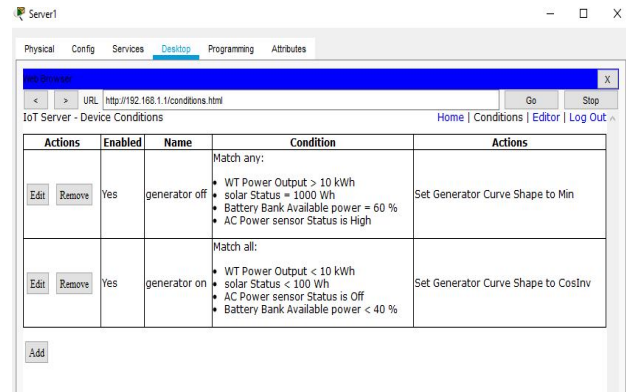 Server1
Physical Config Services Desktop Programming Attributes
Web Browser X
< > URL http://192.168.1.1/conditions.html Go Stop
IoT Server - Device Conditions Home | Conditions | Editor | Log Out
Actions Enabled Name Condition Actions
Match any:
• WT Power Output > 10 kWh
• solar Status = 1000 Wh
• Battery Bank Available power = 60 %
• AC Power sensor Status is High
Edit Remove Yes generator off Set Generator Curve Shape to Min
Match all:
• WT Power Output < 10 kWh
• solar Status < 100 Wh
• AC Power sensor Status is Off
• Battery Bank Available power < 40 %
Edit Remove Yes generator on Set Generator Curve Shape to CosInv
Add